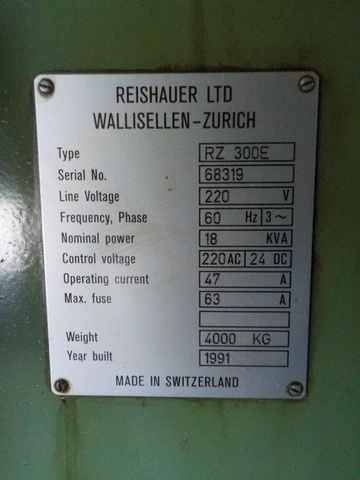 REISHAUER LTD
WALLISELLEN-ZURICH
Type RZ 300E
Serial No. 68319
Line Voltage 220 V
Frequency, Phase 60 Hz 3~
Nominal power 18 KVA
Control voltage 220AC 24 DC
Operating current 47 A
Max. fuse 63 A
Weight 4000 KG
Year built 1991
MADE IN SWITZERLAND